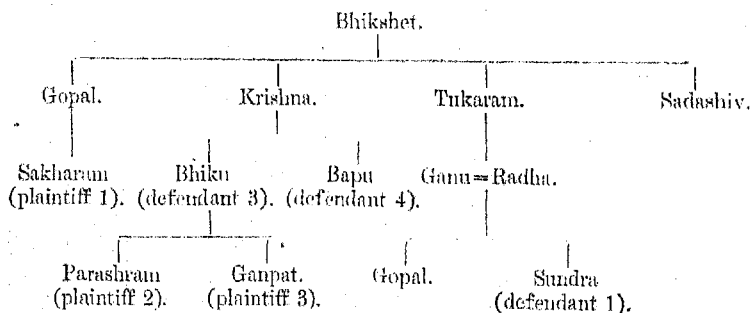 Bhikshet.
Gopal. Krishna. Tukaram. Sadashiv.
Sakharam Bhiku Bapu Ganu=Radha.
(plaintiff 1). (defendant 3). (defendant 4).
Parashram Ganpat. Gopal. Sundra
(plaintiff 2). (plaintiff 3). (defendant 1).